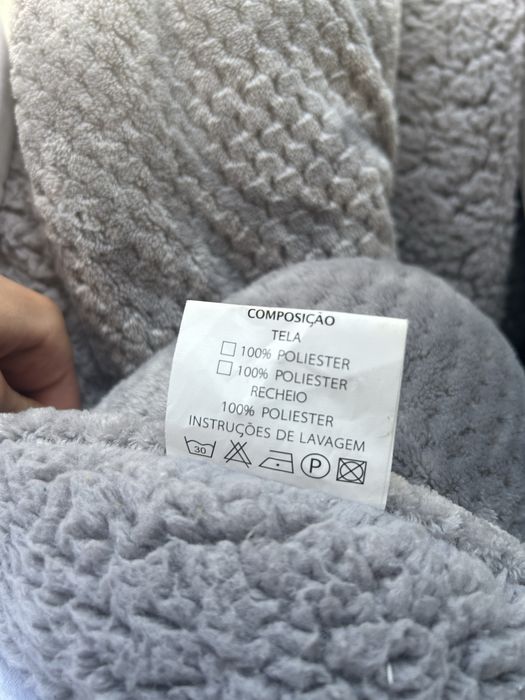 COMPOSIÇÃO
TELA
100% POLIESTER
100% POLIESTER
RECHEIO
100% POLIESTER
INSTRUÇÕES DE LAVAGEM
30 P